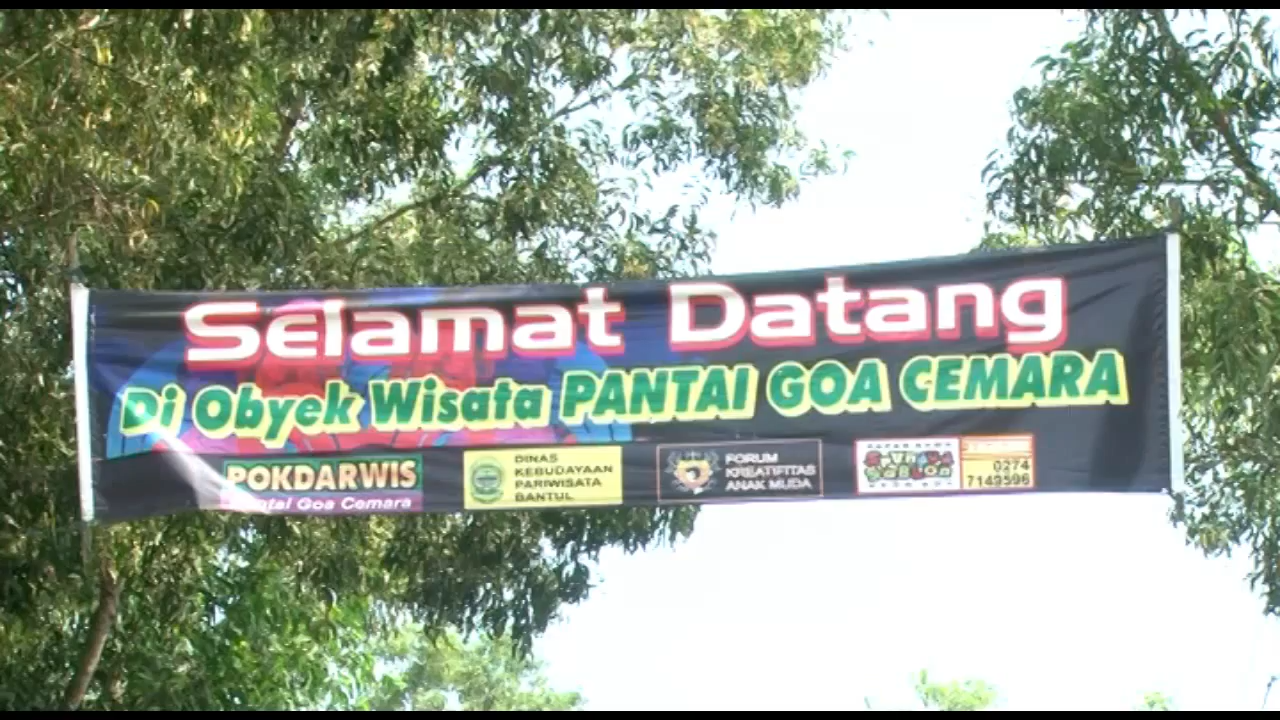 Selamat Datang
Di Obyek Wisata PANTAI GOA CEMARA
POKDARWIS
Pantai Goa Cemara
DINAS
KEBUDAYAAN
PARIWISATA
BANTUL
FORUM
KREATIFITAS
ANAK MUDA
0274
7143596